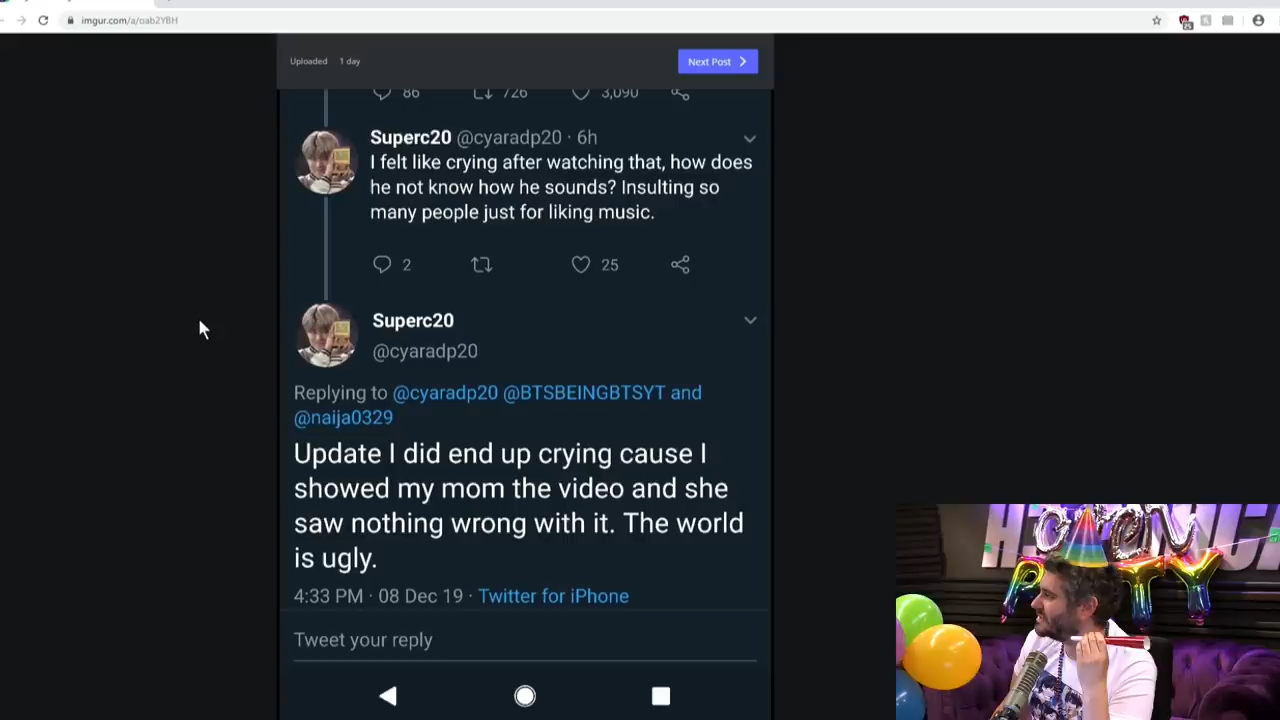 imgur.com/a/oab2YBH
Uploaded 1 day
Next Post
86 726 3,090
Superc20 @cyaradp20 · 6h
I felt like crying after watching that, how does
he not know how he sounds? Insulting so
many people just for liking music.
2 25
Superc20
@cyaradp20
Replying to @cyaradp20 @BTSBEINGBTSYT and
@naija0329
Update I did end up crying cause I
showed my mom the video and she
saw nothing wrong with it. The world
is ugly.
4:33 PM · 08 Dec 19 · Twitter for iPhone
Tweet your reply